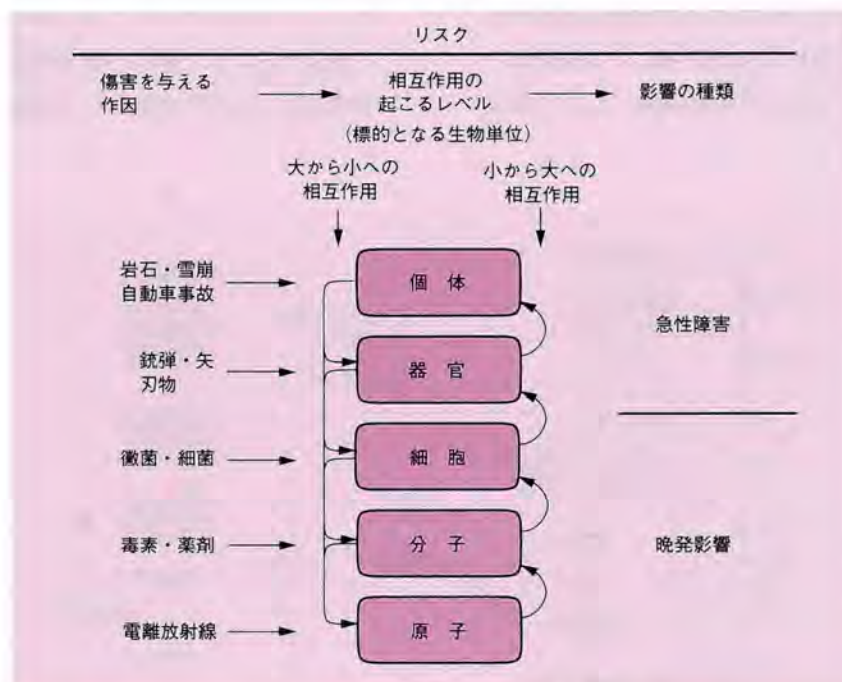 リスク
傷害を与える
作因
相互作用の
起こるレベル
(標的となる生物単位)
影響の種類
大から小への
相互作用
小から大への
相互作用
岩石・雪崩
自動車事故
個体
急性障害
銃弾・矢
刃物
器官
黴菌・細菌
細胞
毒素・薬剤
分子
晩発影響
電離放射線
原子